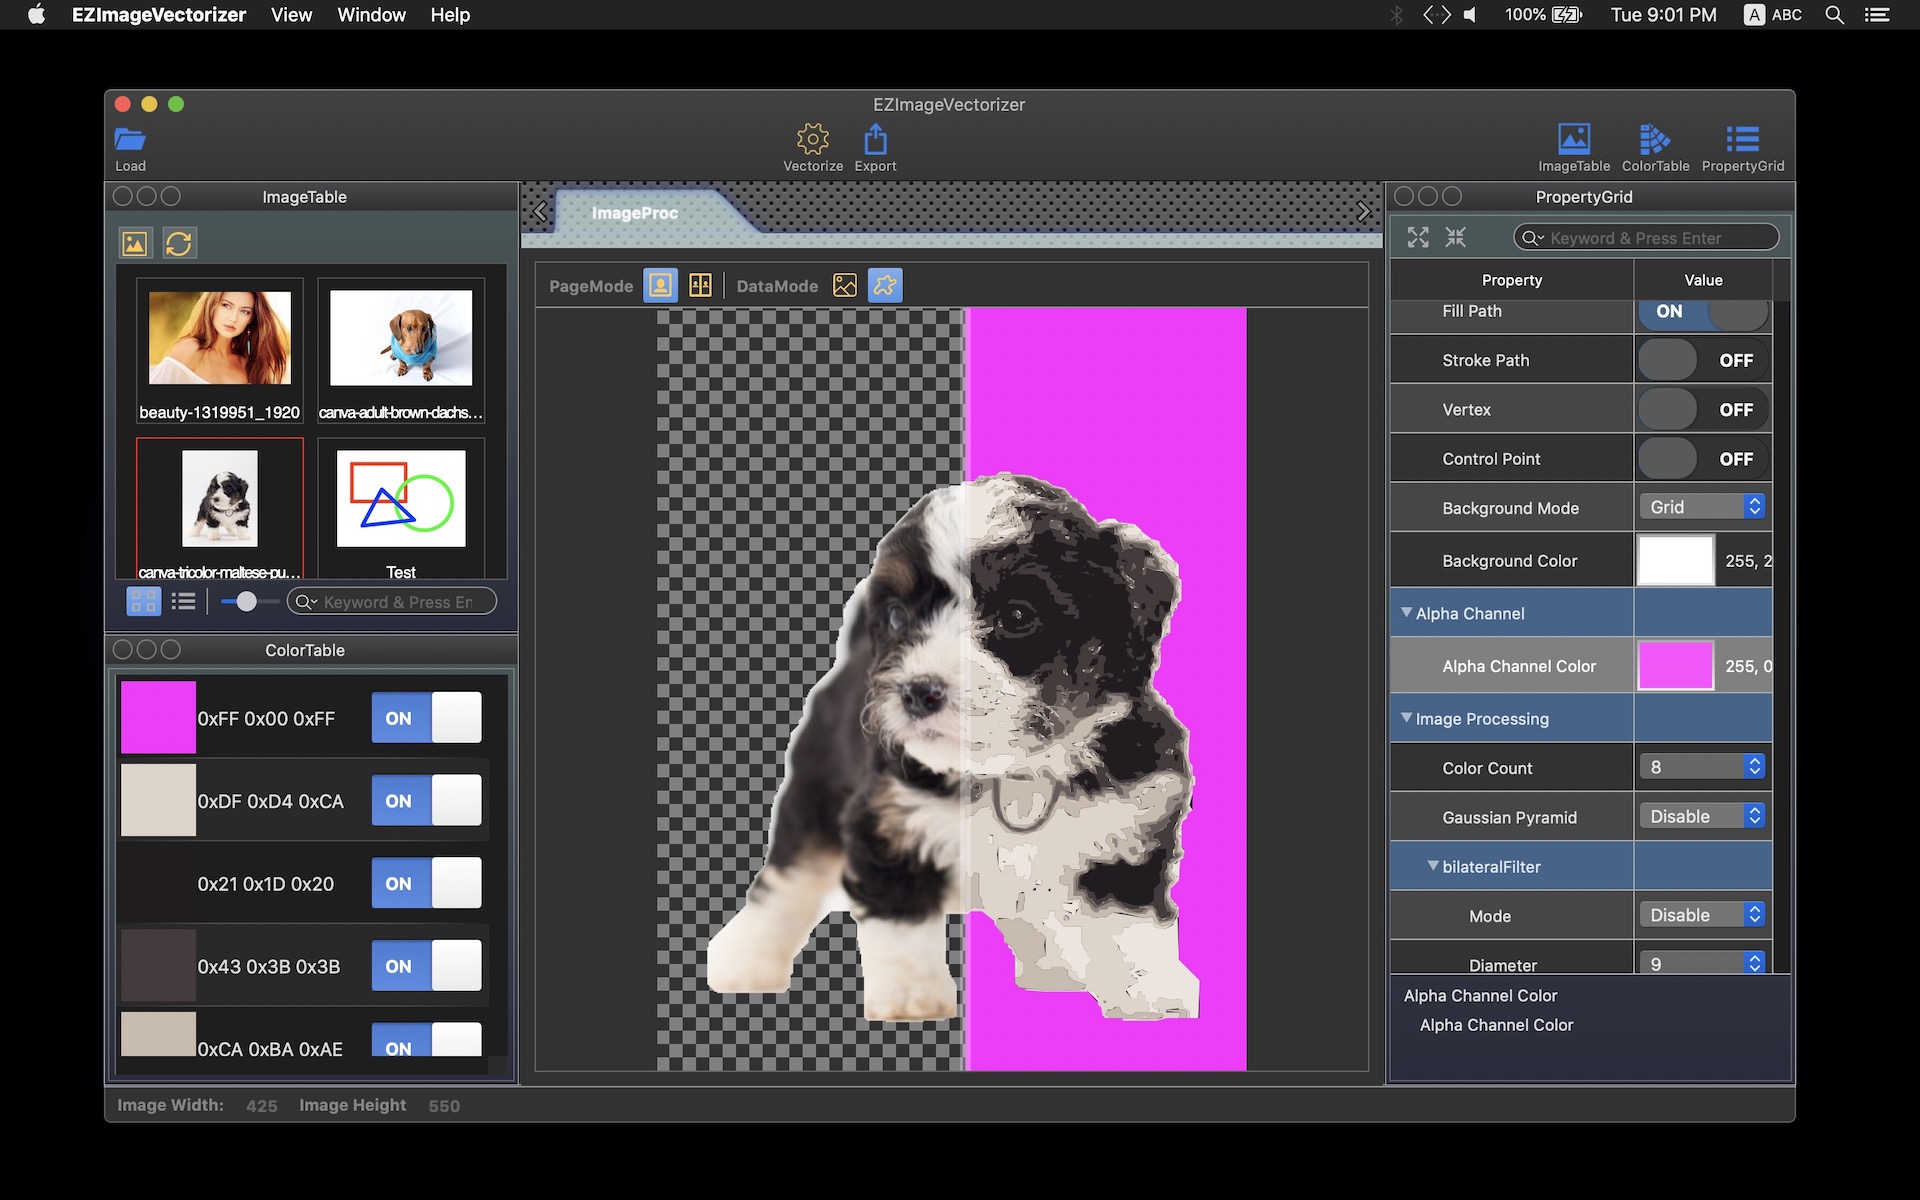 EZImageVectorizer View Window Help
100% Tue 9:01 PM A ABC
EZImageVectorizer
Load
Vectorize Export
ImageTable ColorTable PropertyGrid
ImageTable
beauty-1319951_1920 canva-adult-brown-dachs...
canva-tricolor-maltese-pu... Test
Keyword & Press En
ColorTable
0xFF 0x00 0xFF ON
0xDF 0xD4 0xCA ON
0x21 0x1D 0x20 ON
0x43 0x3B 0x3B ON
0xCA 0xBA 0xAE ON
ImageProc
PageMode DataMode
PropertyGrid
Keyword & Press Enter
Property Value
Fill Path ON
Stroke Path OFF
Vertex OFF
Control Point OFF
Background Mode Grid
Background Color 255, 2
Alpha Channel
Alpha Channel Color 255, 0
Image Processing
Color Count 8
Gaussian Pyramid Disable
bilateralFilter
Mode Disable
Diameter 9
Alpha Channel Color
Alpha Channel Color
Image Width: 425 Image Height 550